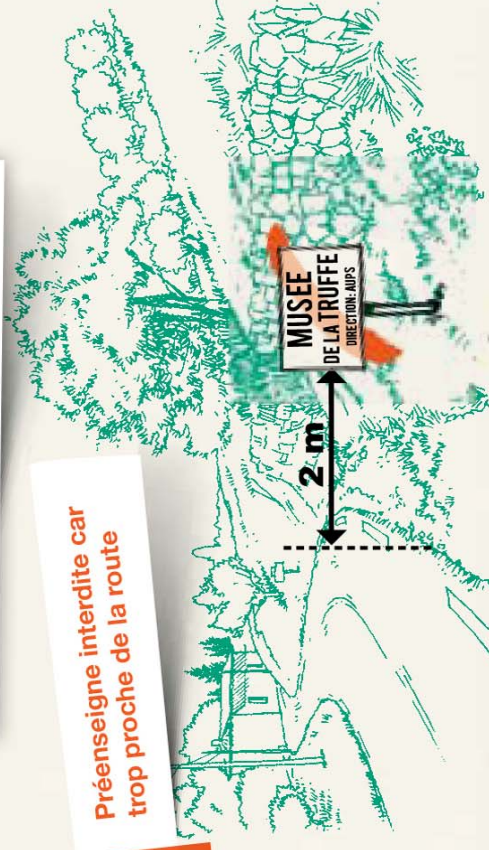 Préenseigne interdite car
trop proche de la route
2 m
MUSEE
DE LA TRUFFE
DIRECTION: AUPS